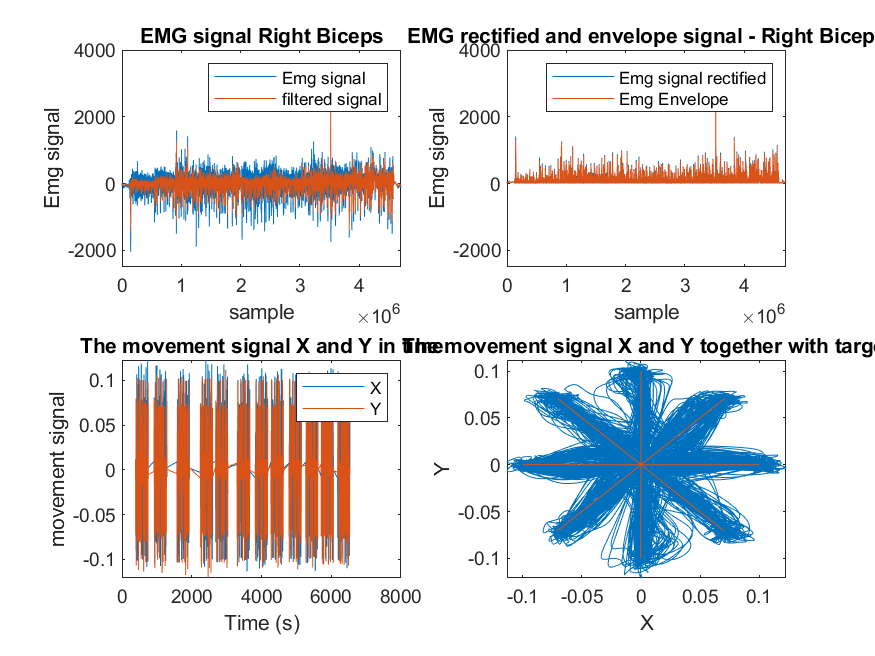 EMG signal Right Biceps
4000
2000
0
-2000
Emg signal
Emg signal
filtered signal
0 1 2 3 4
×10^6
sample
EMG rectified and envelope signal - Right Bicep
4000
2000
0
-2000
Emg signal
Emg signal rectified
Emg Envelope
0 1 2 3 4
×10^6
sample
The movement signal X and Y in time
0.1
0.05
0
-0.05
-0.1
movement signal
X
Y
0 2000 4000 6000 8000
Time (s)
The movement signal X and Y together with targe
0.1
0.05
0
-0.05
-0.1
Y
-0.1 -0.05 0 0.05 0.1
X